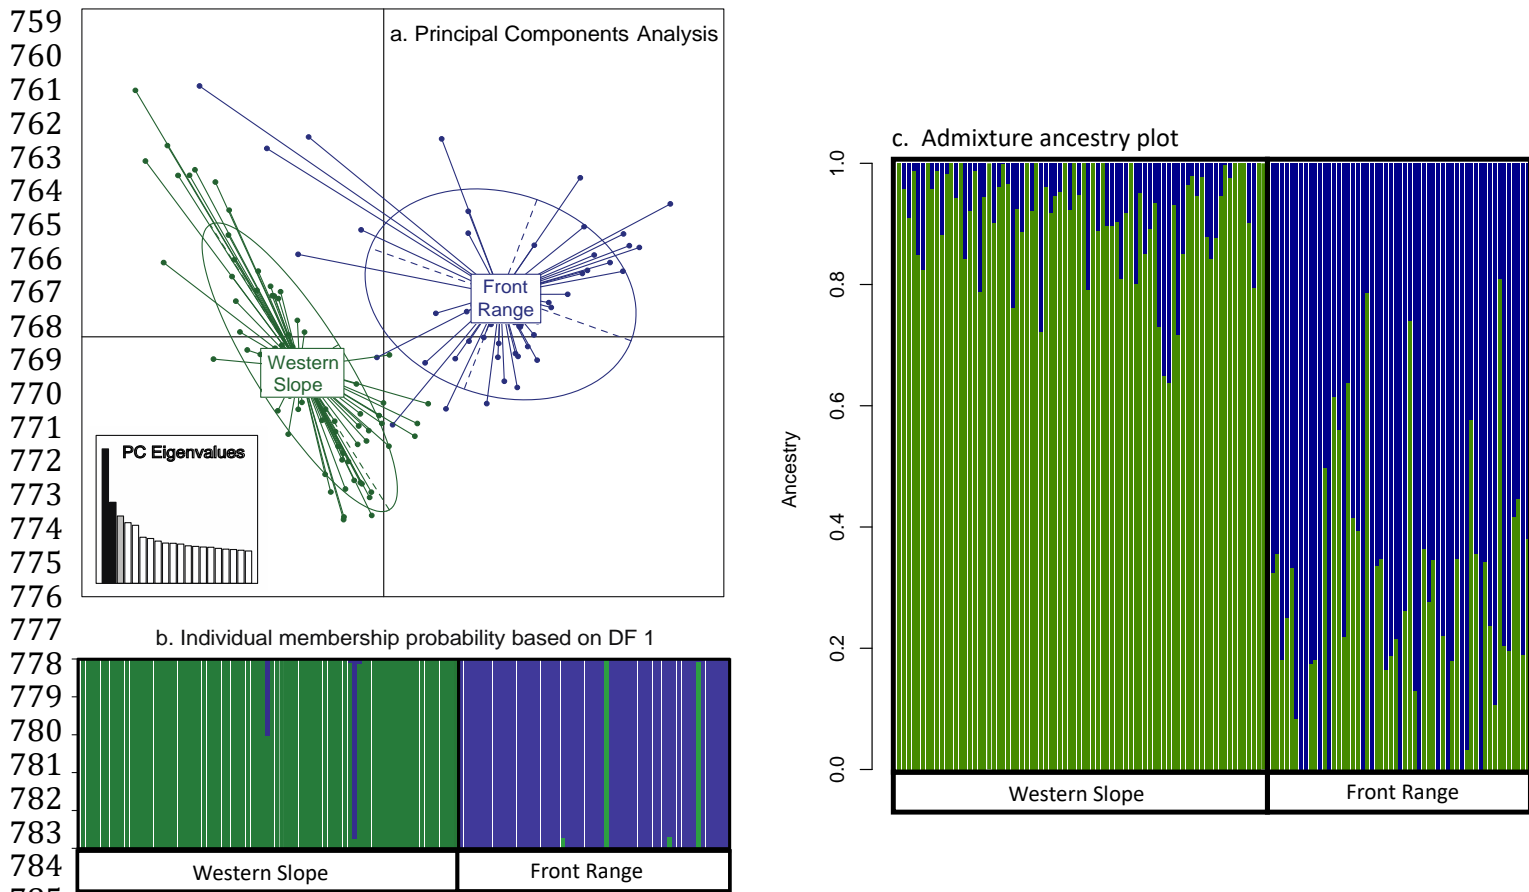 759
760
761
762
763
764
765
766
767
768
769
770
771
772
773
774
775
776
777
778
779
780
781
782
783
784
a. Principal Components Analysis
Front
Range
Western
Slope
PC Eigenvalues
b. Individual membership probability based on DF 1
Western Slope
Front Range
c. Admixture ancestry plot
Ancestry
1.0
0.8
0.6
0.4
0.2
0.0
Western Slope
Front Range